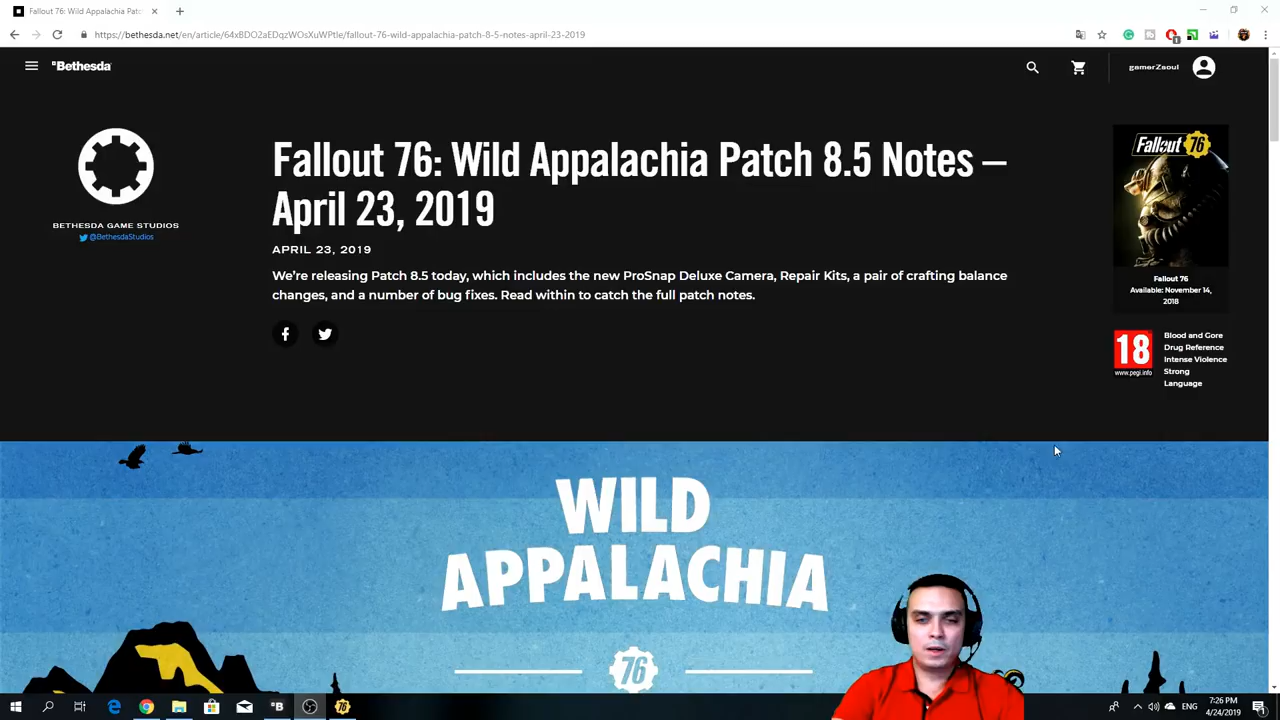 Fallout 76: Wild Appalachia Patc
https://bethesda.net/en/article/64xBDO2aEDqzWOsXuWPtIe/fallout-76-wild-appalachia-patch-8-5-notes-april-23-2019
Bethesda
gamerZsoul
BETHESDA GAME STUDIOS
@BethesdaStudios
Fallout 76: Wild Appalachia Patch 8.5 Notes –
April 23, 2019
APRIL 23, 2019
We're releasing Patch 8.5 today, which includes the new ProSnap Deluxe Camera, Repair Kits, a pair of crafting balance
changes, and a number of bug fixes. Read within to catch the full patch notes.
Fallout 76
Fallout 76
Available: November 14,
2018
18
www.pegi.info
Blood and Gore
Drug Reference
Intense Violence
Strong
Language
WILD
APPALACHIA
76
ENG
7:26 PM
4/24/2019